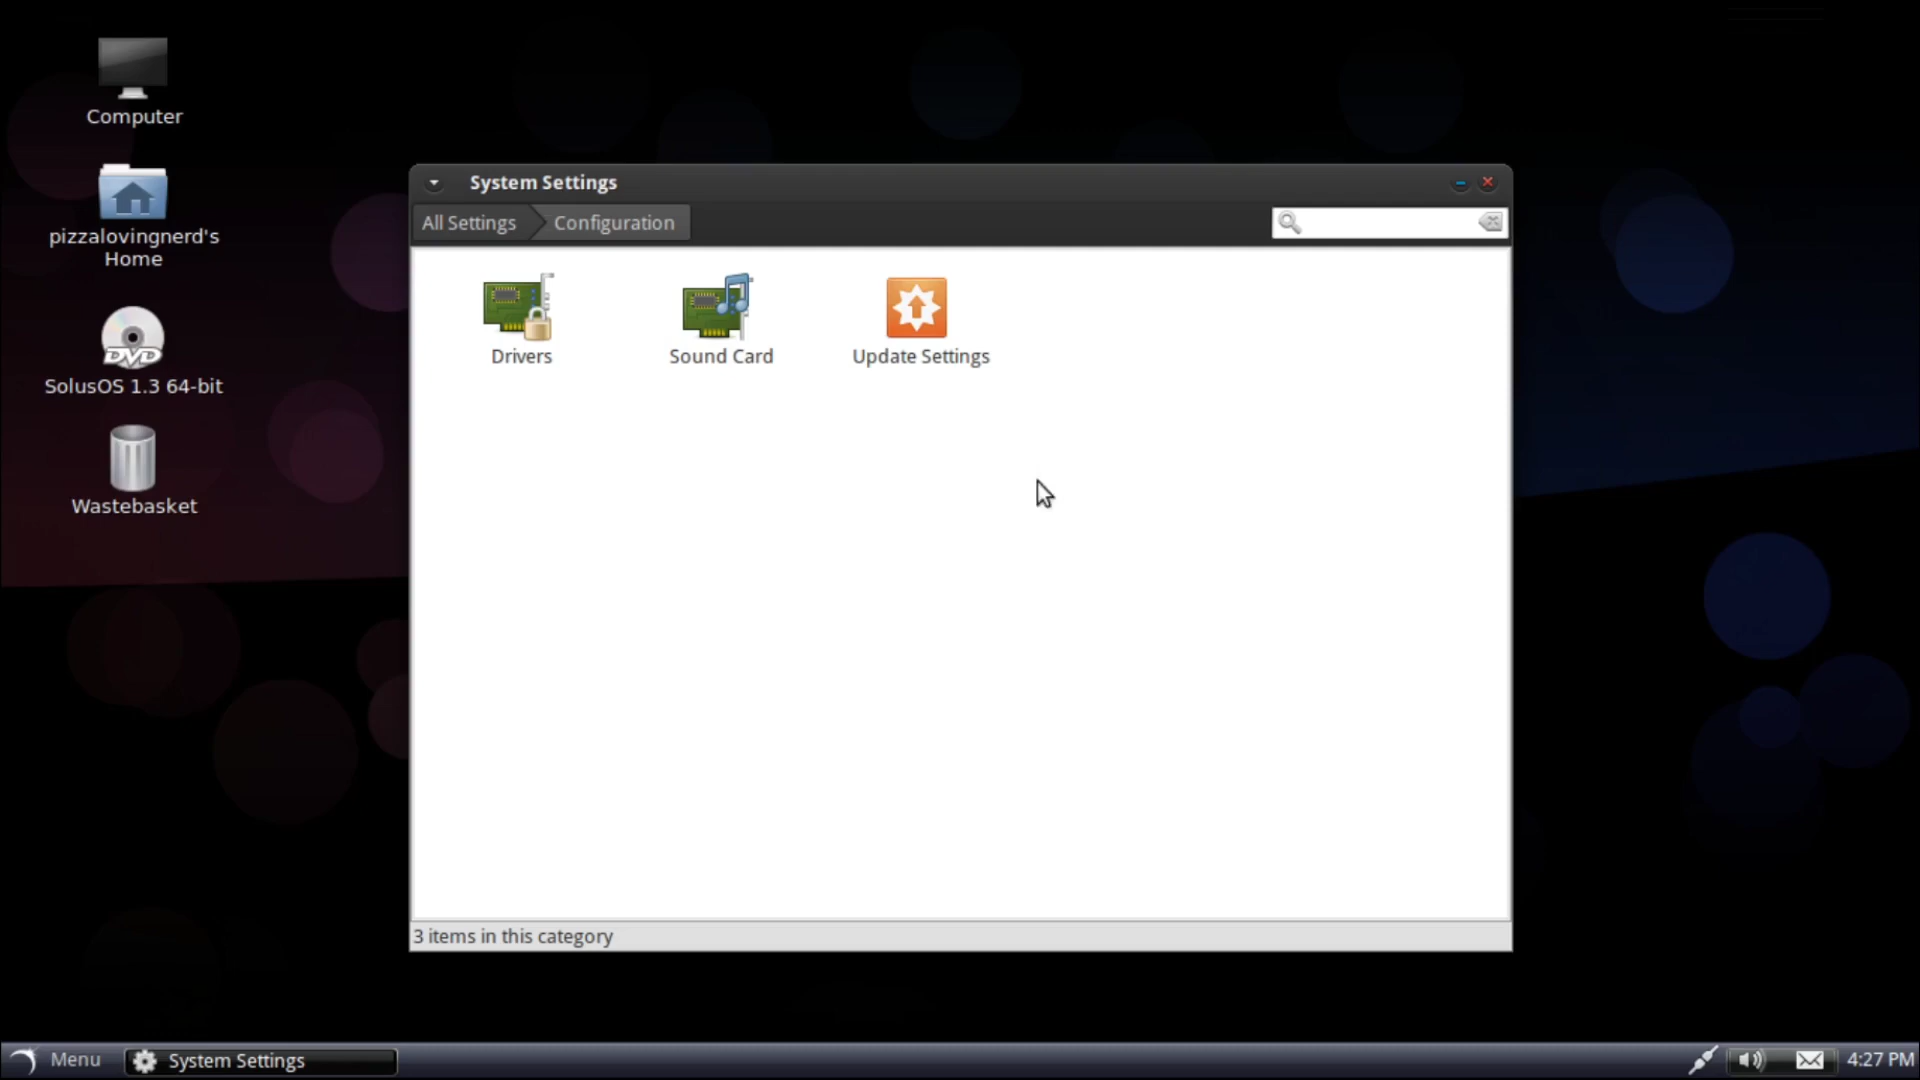 Computer
pizzalovingnerd's
Home
DVD
SolusOS 1.3 64-bit
Wastebasket
System Settings
All Settings
Configuration
Drivers
Sound Card
Update Settings
3 items in this category
Menu
System Settings
4:27 PM